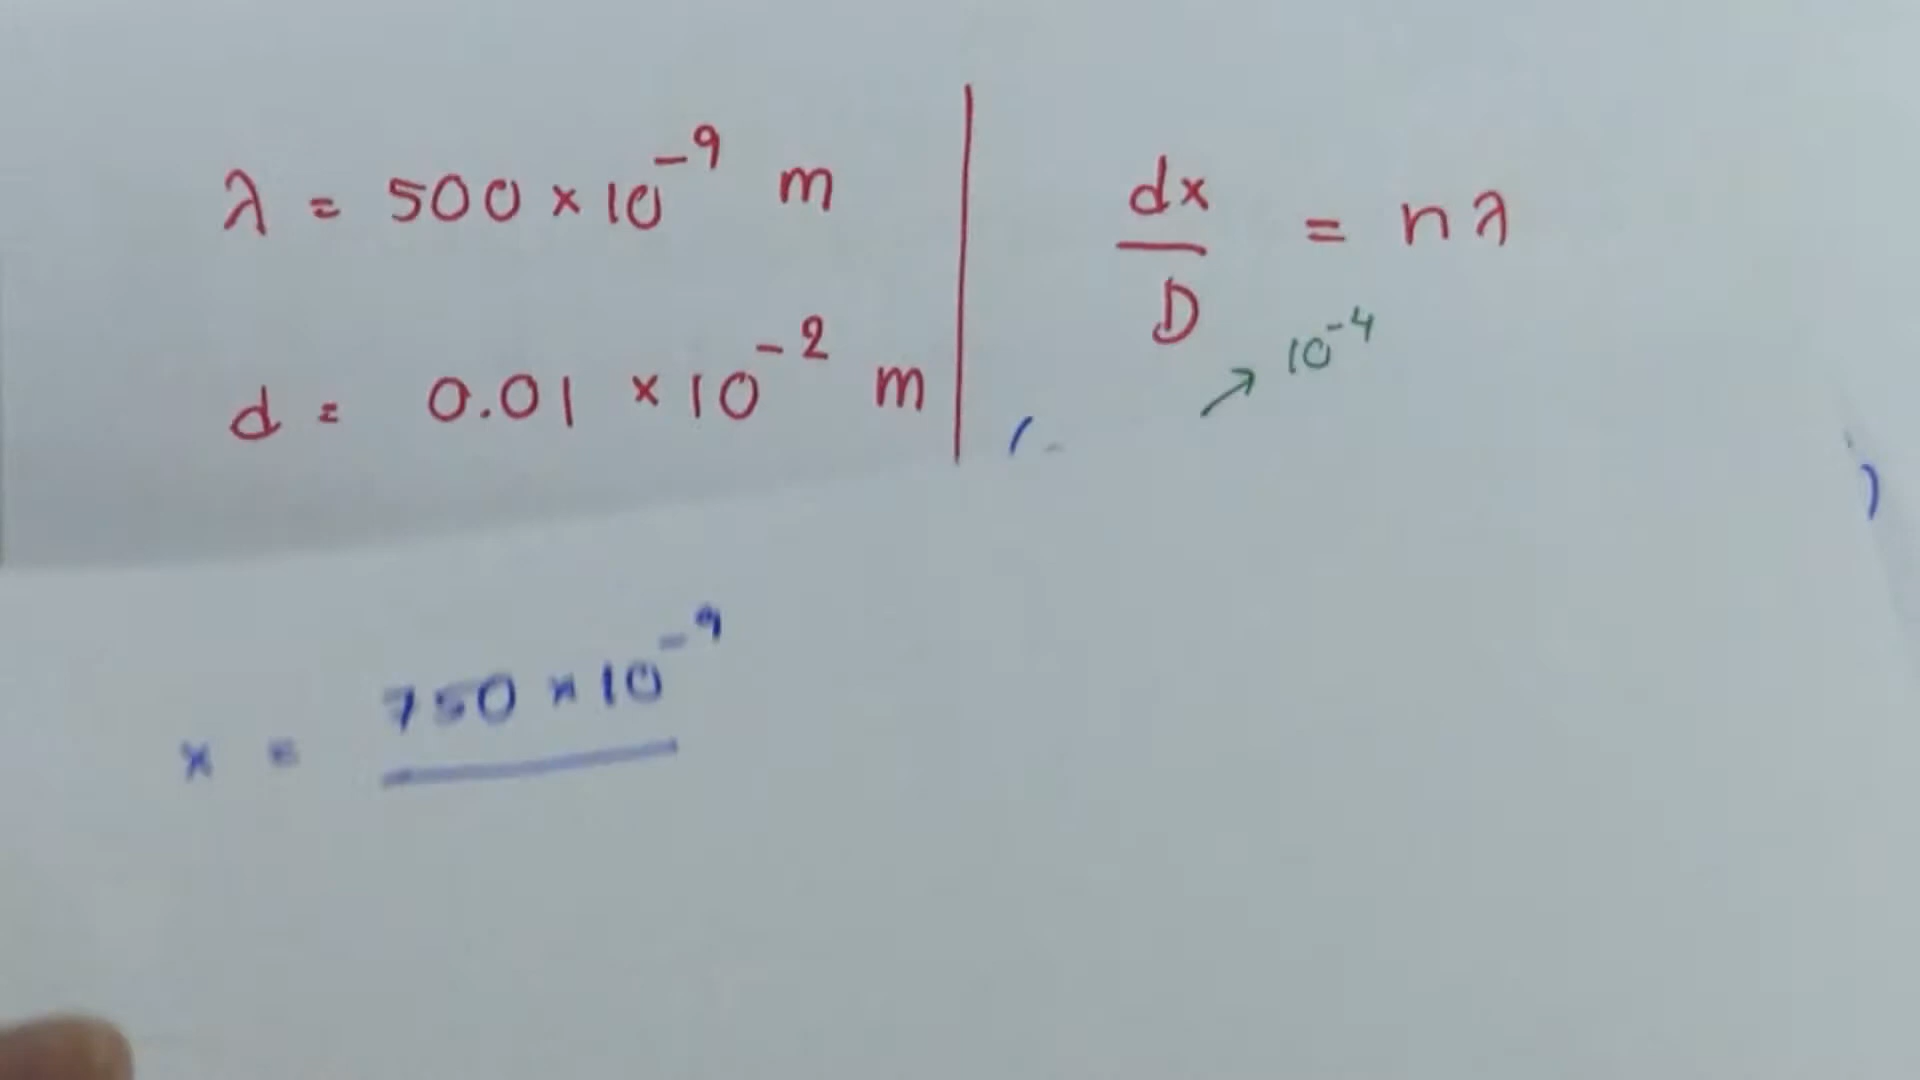 λ = 500 × 10⁻⁹ m
d = 0.01 × 10⁻² m
dx
D
= nλ
→ 10⁻⁴
x = 750 × 10⁻⁹